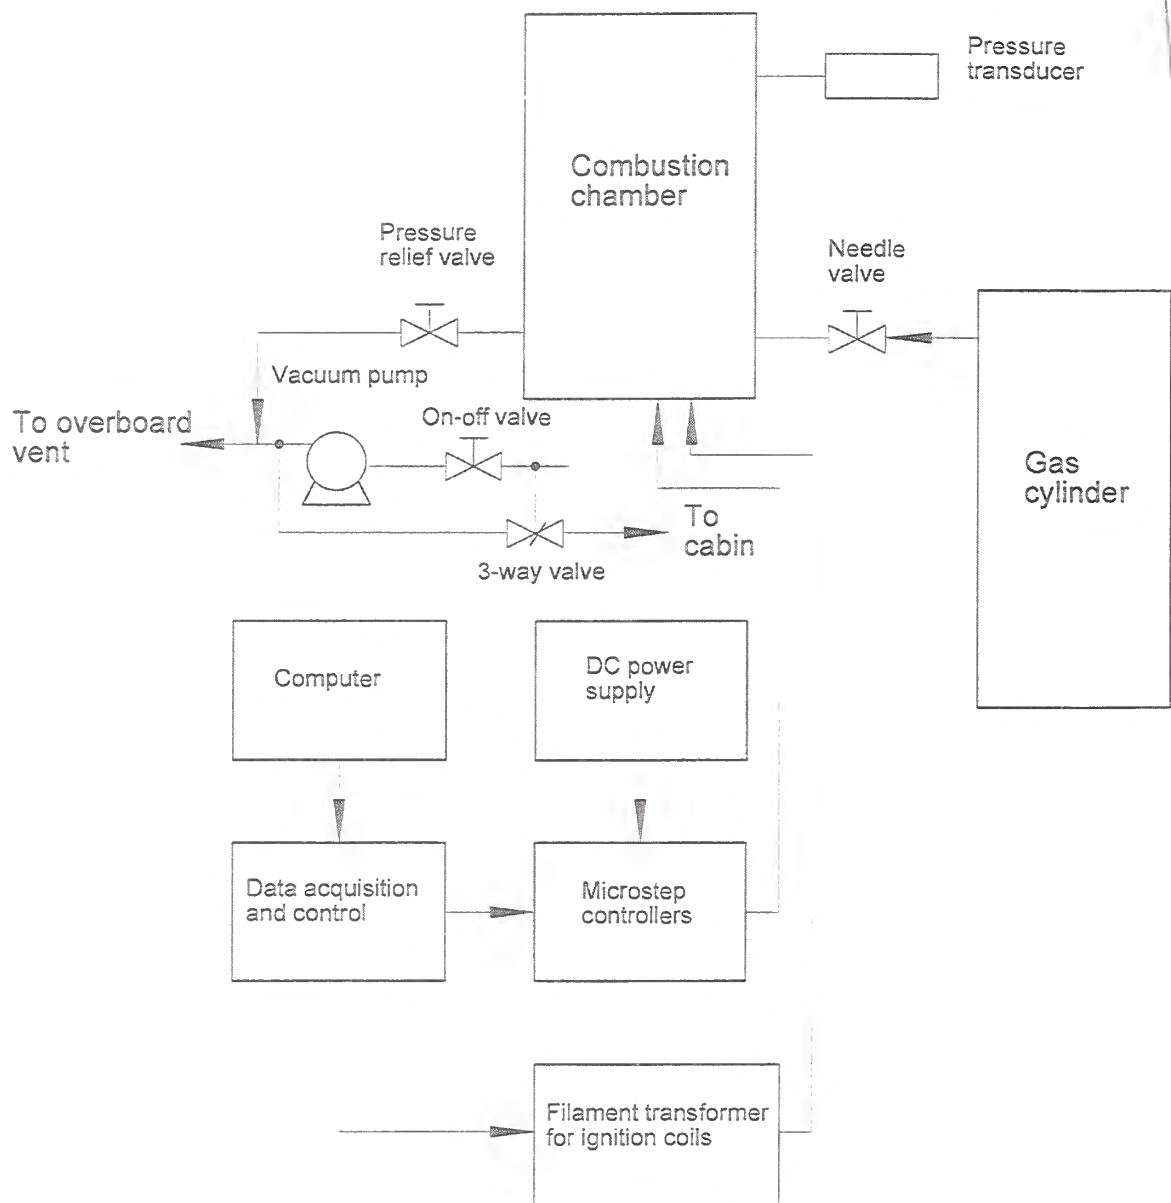 Pressure
transducer
Combustion
chamber
Pressure
relief valve
Needle
valve
Vacuum pump
To overboard
vent
On-off valve
Gas
cylinder
To
cabin
3-way valve
Computer
DC power
supply
Data acquisition
and control
Microstep
controllers
Filament transformer
for ignition coils